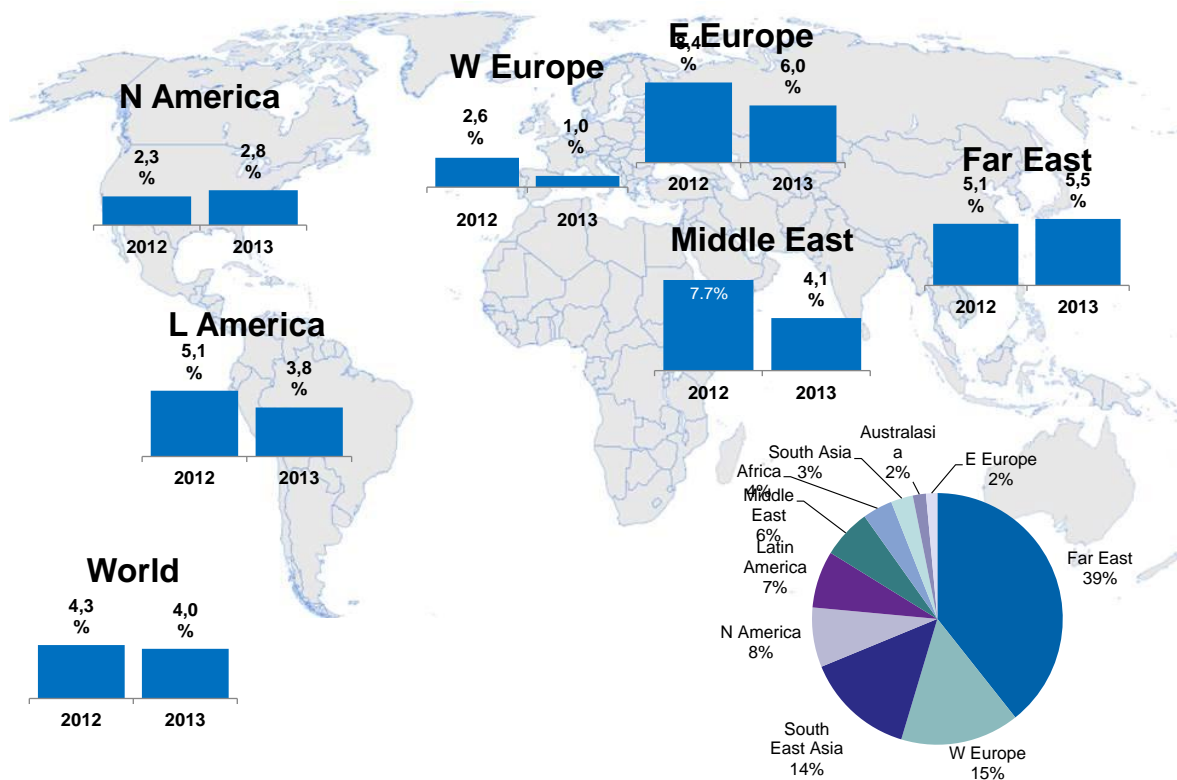 N America
2,3
%
2,8
%
2012
2013
W Europe
2,6
%
1,0
%
2012
2013
E Europe
8,4
%
6,0
%
2012
2013
Far East
5,1
%
5,5
%
2012
2013
Middle East
7.7%
4,1
%
2012
2013
L America
5,1
%
3,8
%
2012
2013
World
4,3
%
4,0
%
2012
2013
Australasi
a
2%
South Asia
3%
Africa
4%
Middle
East
6%
Latin
America
7%
N America
8%
South
East Asia
14%
W Europe
15%
Far East
39%
E Europe
2%